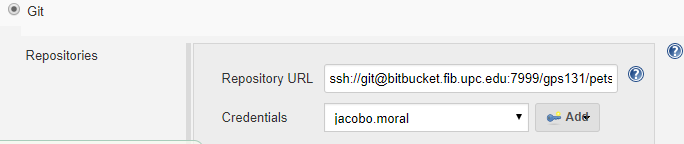 Git
Repositories
Repository URL ssh://git@bitbucket.fib.upc.edu:7999/gps131/pets
Credentials jacobo.moral Add